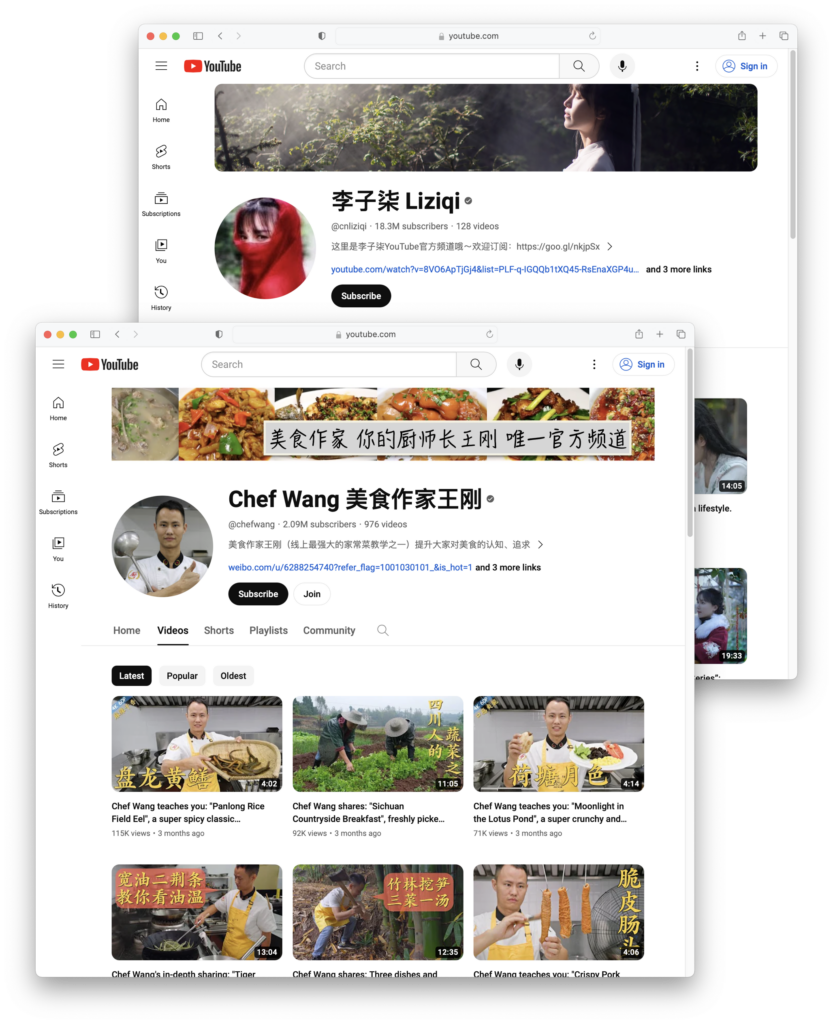 youtube.com
YouTube
Search
Sign in
Home
Shorts
Subscriptions
You
History
李子柒 Liziqi
@cnliziqi · 18.3M subscribers · 128 videos
这里是李子柒YouTube官方频道哦～欢迎订阅：https://goo.gl/nkjpSx
youtube.com/watch?v=8VO6ApTjGj4&list=PLF-q-IGQQb1tXQ45-RsEnaXGP4u... and 3 more links
Subscribe
14:05
lifestyle.
19:33
youtube.com
YouTube
Search
Sign in
Home
Shorts
Subscriptions
You
History
美食作家 你的厨师长王刚 唯一官方频道
Chef Wang 美食作家王刚
@chefwang · 2.09M subscribers · 976 videos
美食作家王刚（线上最强大的家常菜教学之一）提升大家对美食的认知、追求
weibo.com/u/6288254740?refer_flag=1001030101_&is_hot=1 and 3 more links
Subscribe
Join
Home Videos Shorts Playlists Community
Latest Popular Oldest
盘龙黄鳝
4:02
四川人的
蔬菜之
11:05
荷塘月色
4:14
Chef Wang teaches you: "Panlong Rice
Field Eel", a super spicy classic...
115K views • 3 months ago
Chef Wang shares: "Sichuan
Countryside Breakfast", freshly picke...
92K views • 3 months ago
Chef Wang teaches you: "Moonlight in
the Lotus Pond", a super crunchy and...
71K views • 3 months ago
宽油二荆条
教你看油温
13:04
竹林挖笋
三菜一汤
12:35
脆皮肠头
4:06
Chef Wang's in-depth sharing: "Tiger
Chef Wang shares: Three dishes and
Chef Wang teaches you: "Crispy Pork